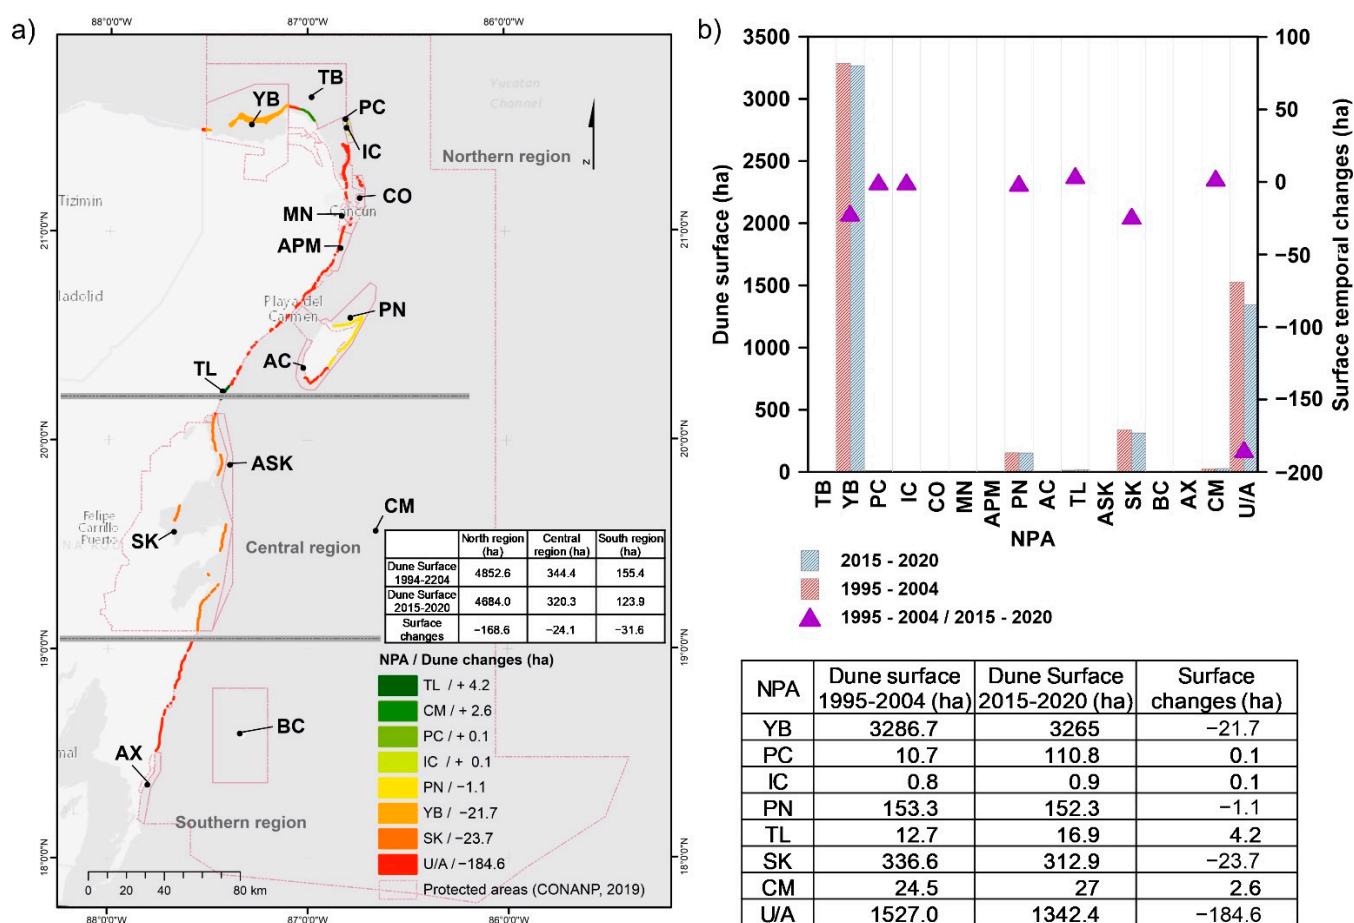 a)
88°0'0"W 87°0'0"W 86°0'0"W
TB
YB
PC
IC
Yucatan
Channel
Northern region
N
CO
MN
Cancún
APM
Tizimin
21°0'0"N 21°0'0"N
ladolid
Playa del
Carmen
PN
AC
TL
20°0'0"N 20°0'0"N
ASK
CM
Felipe
Carrillo
Puerto
SK
Central region
North region (ha) Central region (ha) South region (ha)
Dune Surface 1994-2204 4852.6 344.4 155.4
Dune Surface 2015-2020 4684.0 320.3 123.9
Surface changes −168.6 −24.1 −31.6
19°0'0"N 19°0'0"N
NPA / Dune changes (ha)
TL / + 4.2
CM / + 2.6
PC / + 0.1
IC / + 0.1
PN / −1.1
YB / −21.7
SK / −23.7
U/A / −184.6
Protected areas (CONANP, 2019)
BC
mal
AX
Southern region
18°0'0"N 18°0'0"N
0 20 40 80 km
88°0'0"W 87°0'0"W 86°0'0"W
b)
Dune surface (ha)
3500
3000
2500
2000
1500
1000
500
0
Surface temporal changes (ha)
100
50
0
−50
−100
−150
−200
TB YB PC IC CO MN APM PN AC TL ASK SK BC AX CM U/A
NPA
2015 - 2020
1995 - 2004
1995 - 2004 / 2015 - 2020
NPA Dune surface 1995-2004 (ha) Dune Surface 2015-2020 (ha) Surface changes (ha)
YB 3286.7 3265 −21.7
PC 10.7 110.8 0.1
IC 0.8 0.9 0.1
PN 153.3 152.3 −1.1
TL 12.7 16.9 4.2
SK 336.6 312.9 −23.7
CM 24.5 27 2.6
U/A 1527.0 1342.4 −184.6